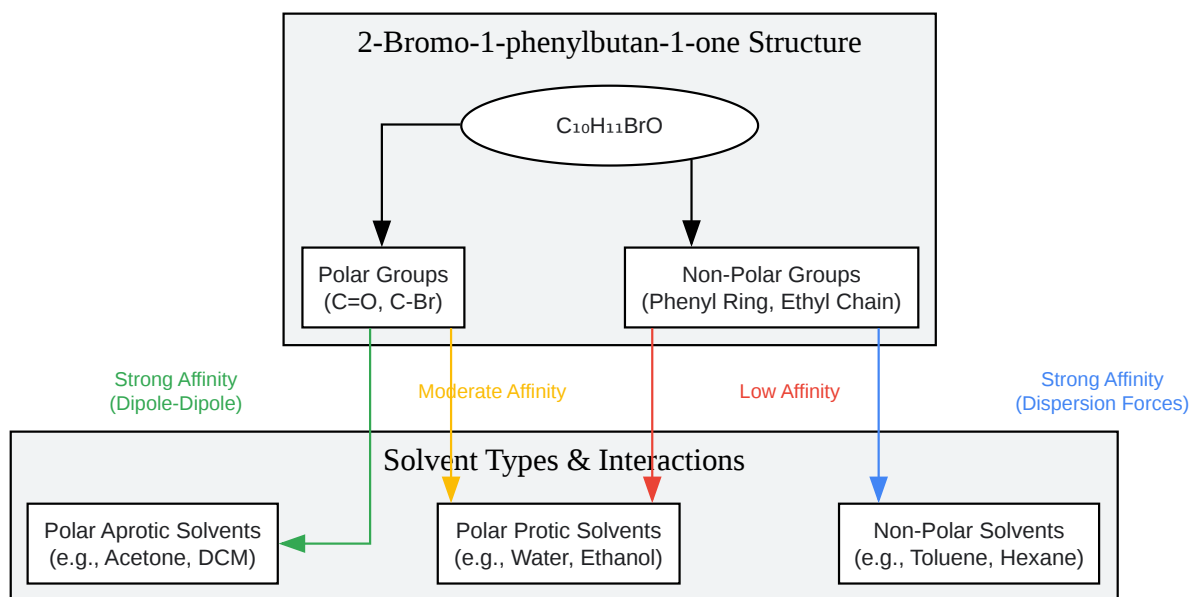 2-Bromo-1-phenylbutan-1-one Structure
C₁₀H₁₁BrO
Polar Groups
(C=O, C-Br)
Non-Polar Groups
(Phenyl Ring, Ethyl Chain)
Strong Affinity
(Dipole-Dipole)
Moderate Affinity
Low Affinity
Strong Affinity
(Dispersion Forces)
Solvent Types & Interactions
Polar Aprotic Solvents
(e.g., Acetone, DCM)
Polar Protic Solvents
(e.g., Water, Ethanol)
Non-Polar Solvents
(e.g., Toluene, Hexane)